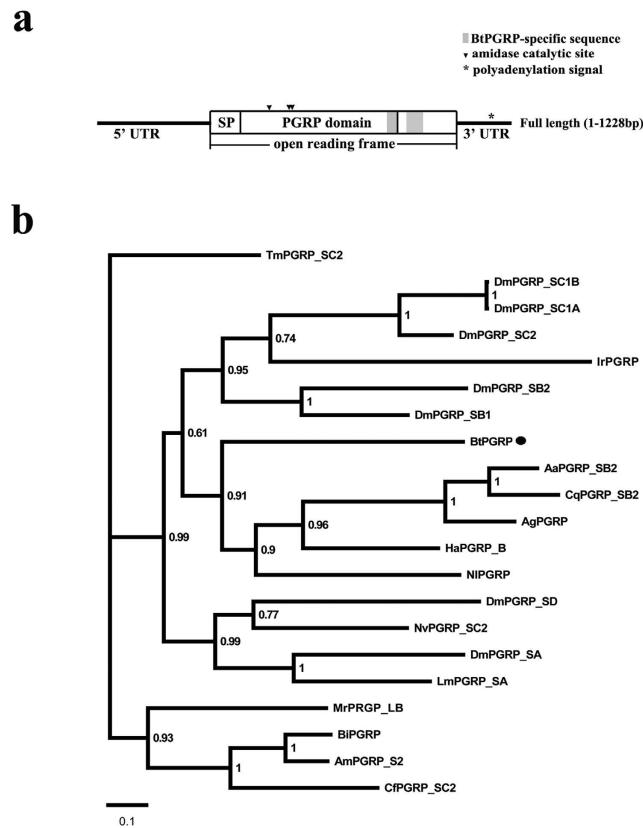 a
BtPGRP-specific sequence
amidase catalytic site
* polyadenylation signal
*
SP PGRP domain
5' UTR
3' UTR
Full length (1-1228bp)
open reading frame
b
TmPGRP_SC2
DmPGRP_SC1B
1
DmPGRP_SC1A
1
DmPGRP_SC2
0.74
IrPGRP
0.95
DmPGRP_SB2
1
DmPGRP_SB1
0.61
BtPGRP
AaPGRP_SB2
1
CqPGRP_SB2
0.91
1
AgPGRP
0.96
HaPGRP_B
0.99
0.9
NlPGRP
DmPGRP_SD
0.77
NvPGRP_SC2
0.99
DmPGRP_SA
1
LmPGRP_SA
MrPRGP_LB
0.93
BiPGRP
1
AmPGRP_S2
1
CfPGRP_SC2
0.1